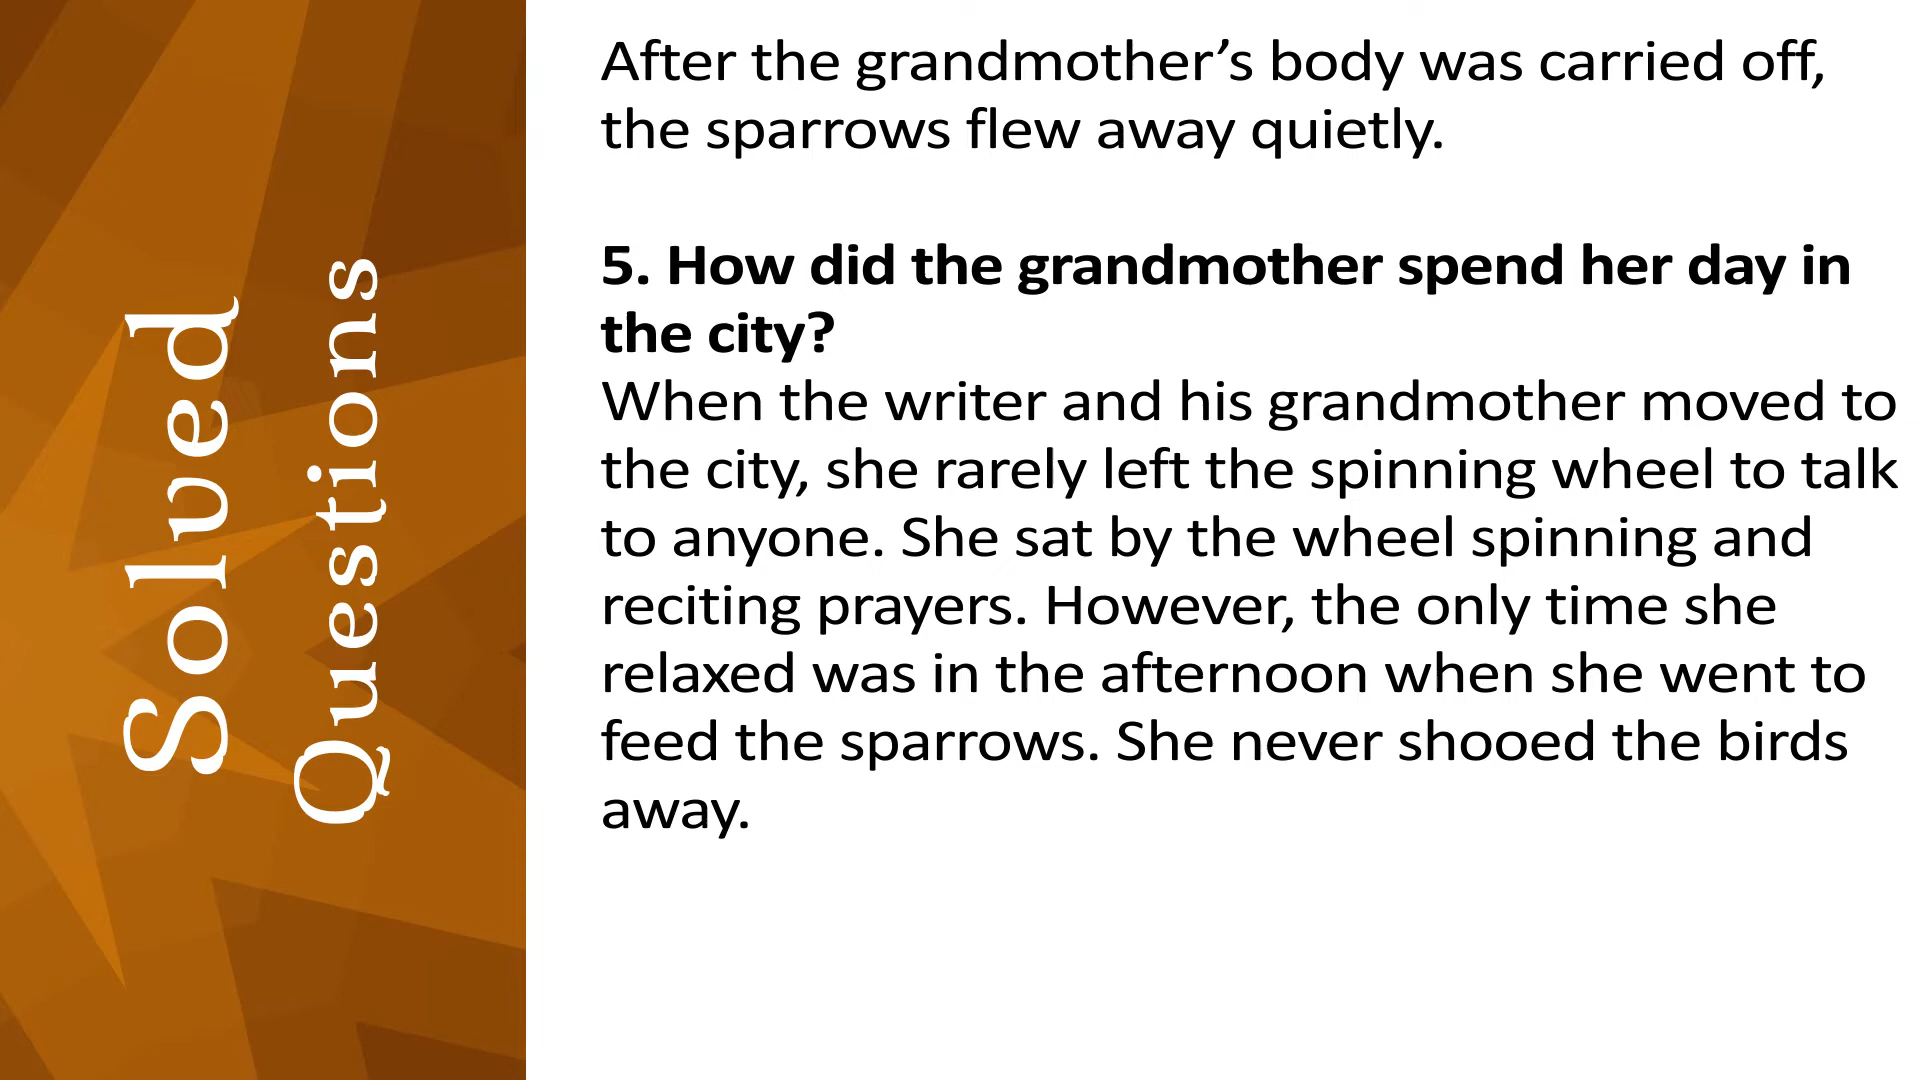 Solved
Questions
After the grandmother’s body was carried off,
the sparrows flew away quietly.
5. How did the grandmother spend her day in
the city?
When the writer and his grandmother moved to
the city, she rarely left the spinning wheel to talk
to anyone. She sat by the wheel spinning and
reciting prayers. However, the only time she
relaxed was in the afternoon when she went to
feed the sparrows. She never shooed the birds
away.